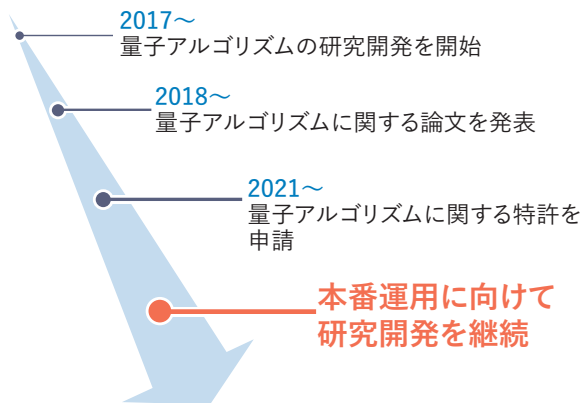 2017～
量子アルゴリズムの研究開発を開始
2018～
量子アルゴリズムに関する論文を発表
2021～
量子アルゴリズムに関する特許を
申請
本番運用に向けて
研究開発を継続